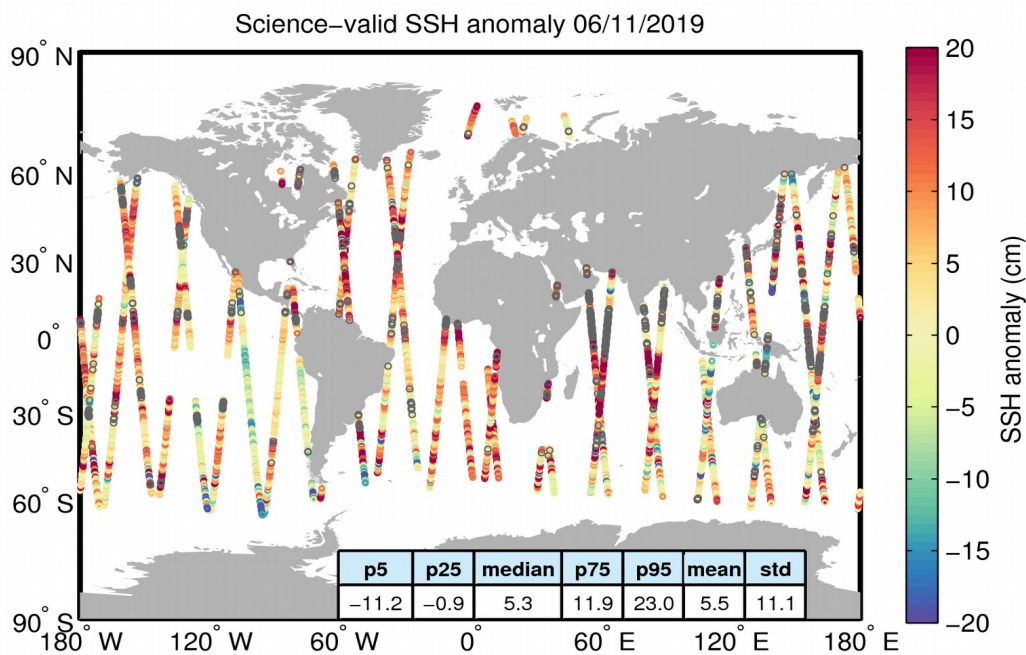 Science−valid SSH anomaly 06/11/2019
90° N
60° N
30° N
0°
30° S
60° S
90° S
180° W
120° W
60° W
0°
60° E
120° E
180° E
p5 p25 median p75 p95 mean std
−11.2 −0.9 5.3 11.9 23.0 5.5 11.1
20
15
10
5
0
−5
−10
−15
−20
SSH anomaly (cm)